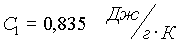 C₁ = 0,835 Дж/г · К